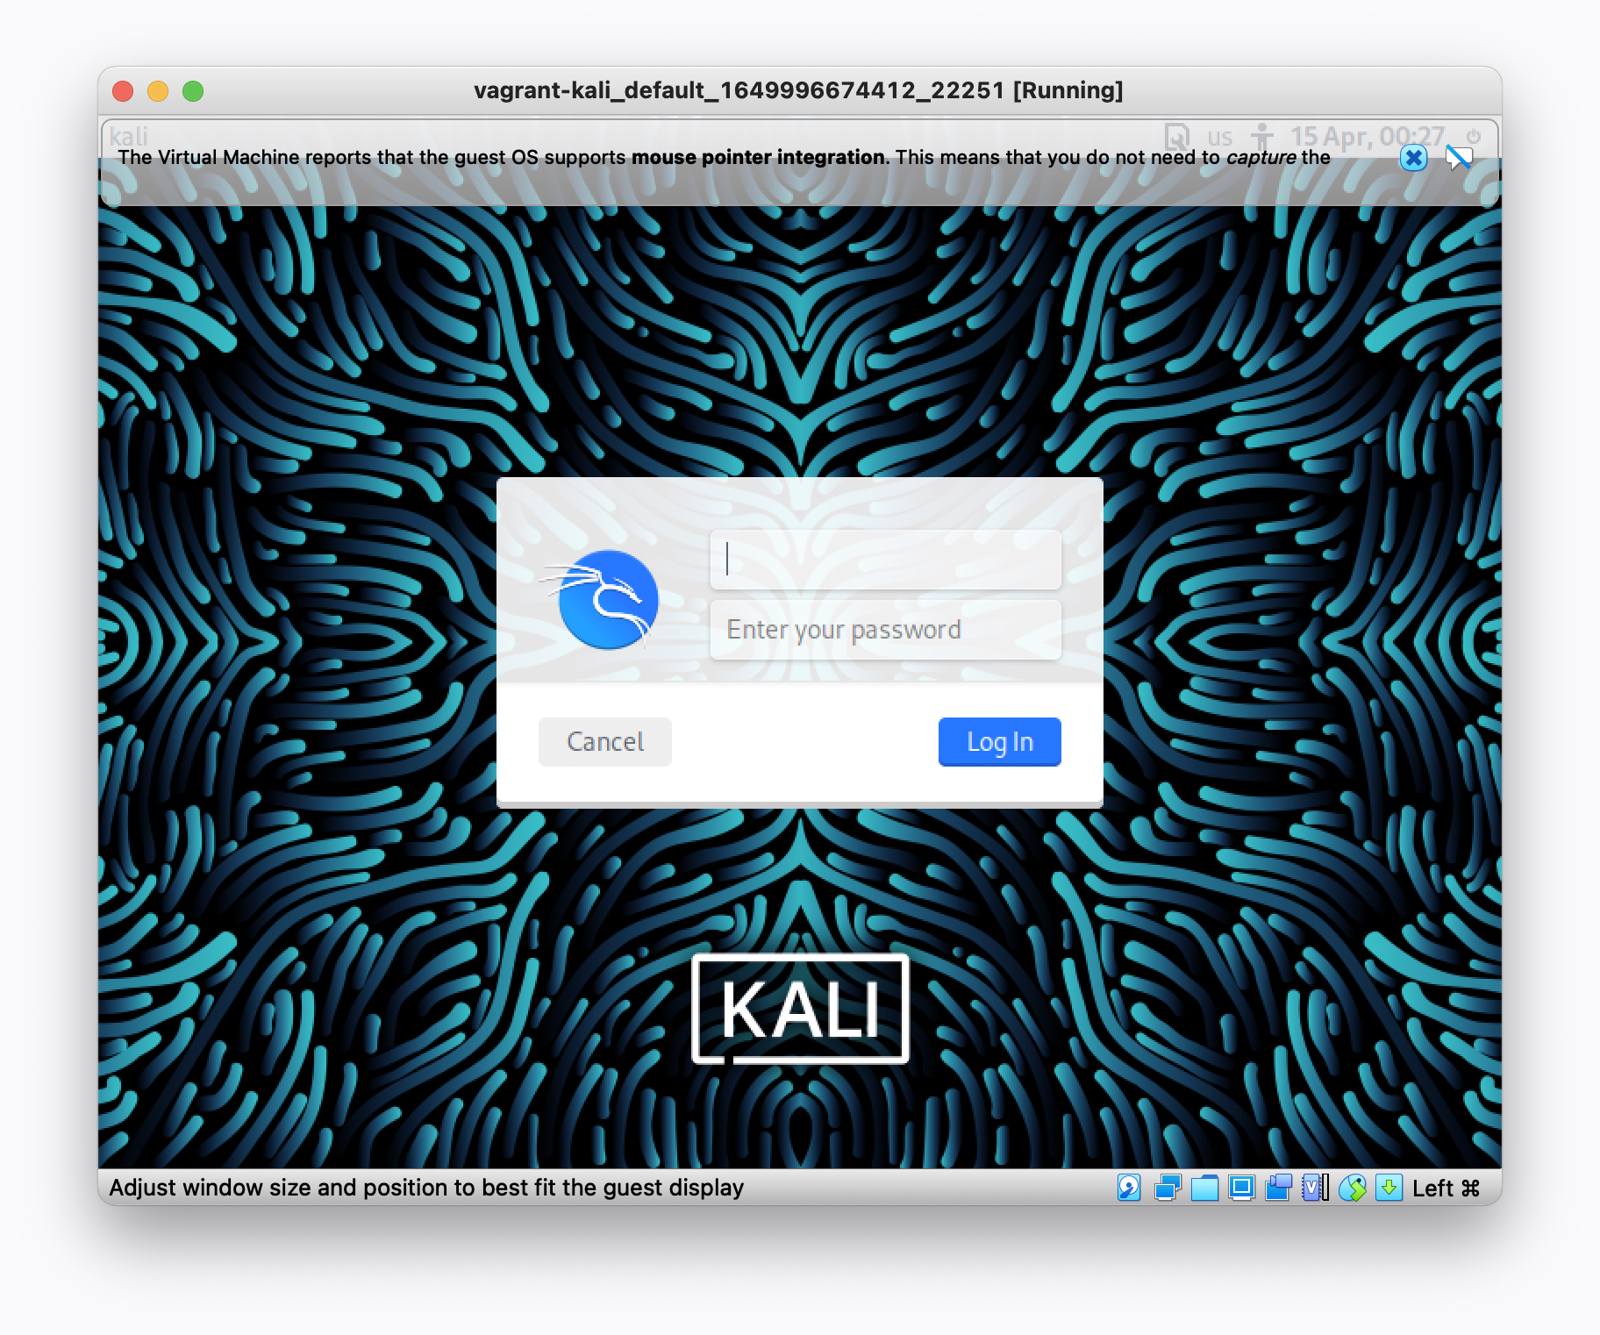 vagrant-kali_default_1649996674412_22251 [Running]
kali us 15 Apr, 00:27
The Virtual Machine reports that the guest OS supports mouse pointer integration. This means that you do not need to capture the
Enter your password
Cancel Log In
KALI
Adjust window size and position to best fit the guest display Left ⌘